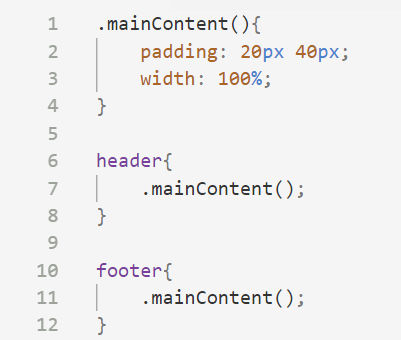 1 .mainContent(){
2     padding: 20px 40px;
3     width: 100%;
4 }
5
6 header{
7     .mainContent();
8 }
9
10 footer{
11     .mainContent();
12 }